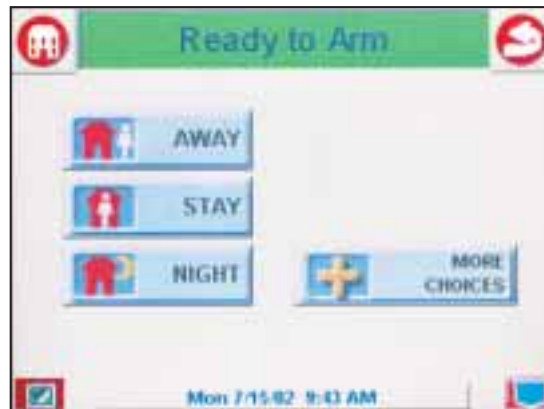 Ready to Arm
AWAY
STAY
NIGHT
MORE
CHOICES
Mon 7/15/02 9:43 AM